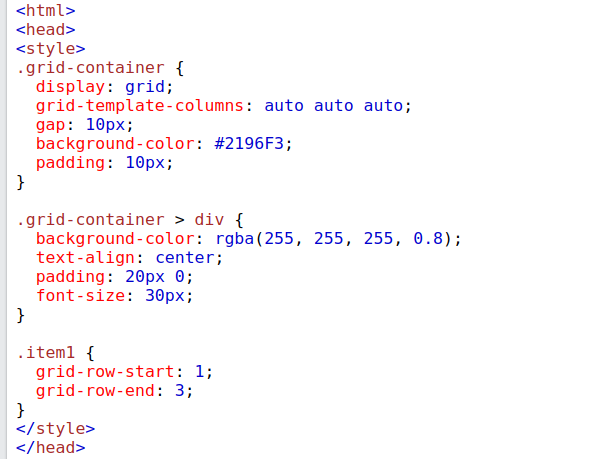 <html>
<head>
<style>
.grid-container {
  display: grid;
  grid-template-columns: auto auto auto;
  gap: 10px;
  background-color: #2196F3;
  padding: 10px;
}

.grid-container > div {
  background-color: rgba(255, 255, 255, 0.8);
  text-align: center;
  padding: 20px 0;
  font-size: 30px;
}

.item1 {
  grid-row-start: 1;
  grid-row-end: 3;
}
</style>
</head>